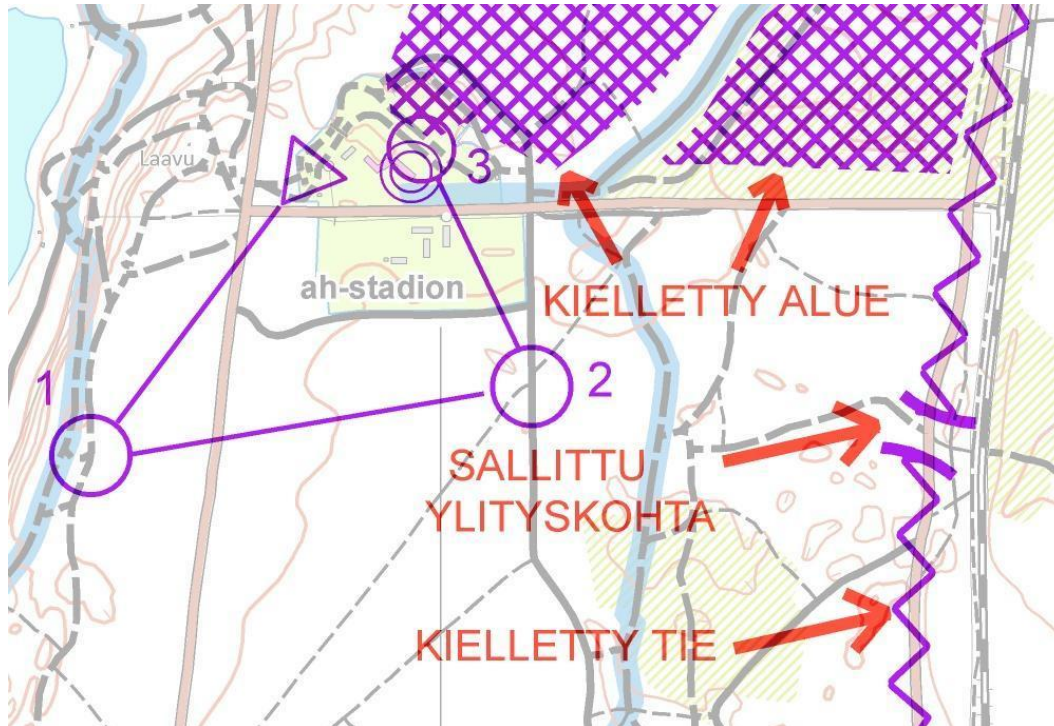 Laavu
3
ah-stadion
KIELLETTY ALUE
1
2
SALLITTU
YLITYSKOHTA
KIELLETTY TIE